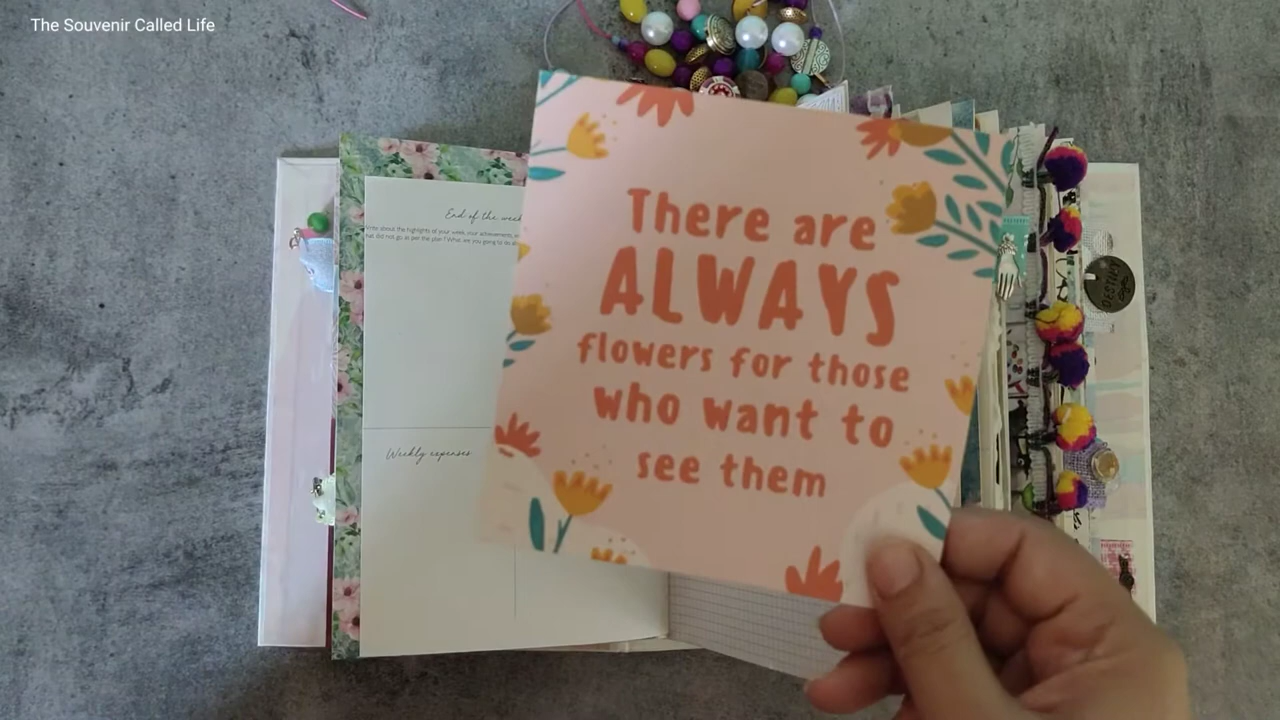 The Souvenir Called Life
End of the week
There are
ALWAYS
flowers for those
who want to
see them
Weekly expenses
DESTINY